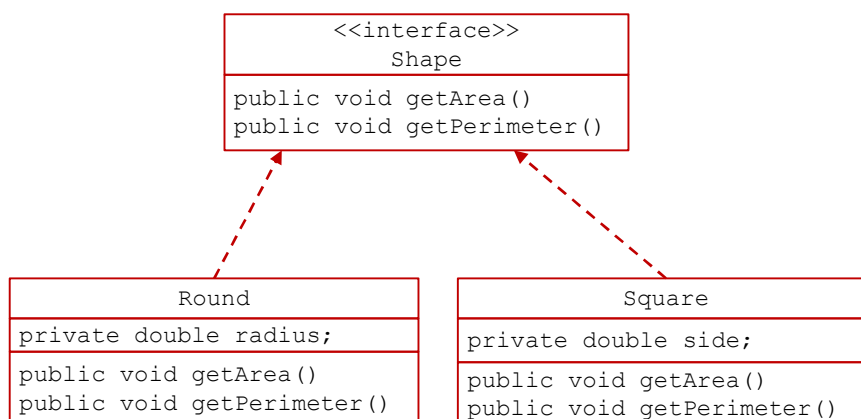 <<interface>>
Shape
public void getArea()
public void getPerimeter()
Round
private double radius;
public void getArea()
public void getPerimeter()
Square
private double side;
public void getArea()
public void getPerimeter()